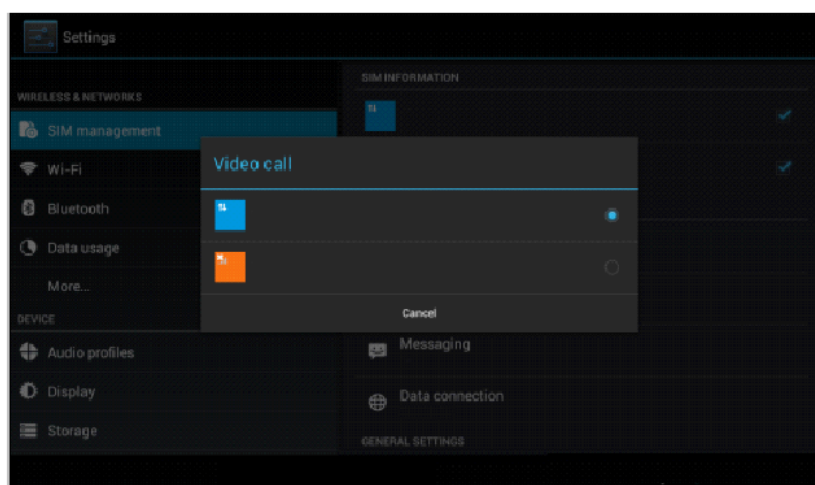 Settings
WIRELESS & NETWORKS
SIM management
Wi-Fi
Bluetooth
Data usage
More...
DEVICE
Audio profiles
Display
Storage
SIM INFORMATION
Video call
Cancel
Messaging
Data connection
GENERAL SETTINGS